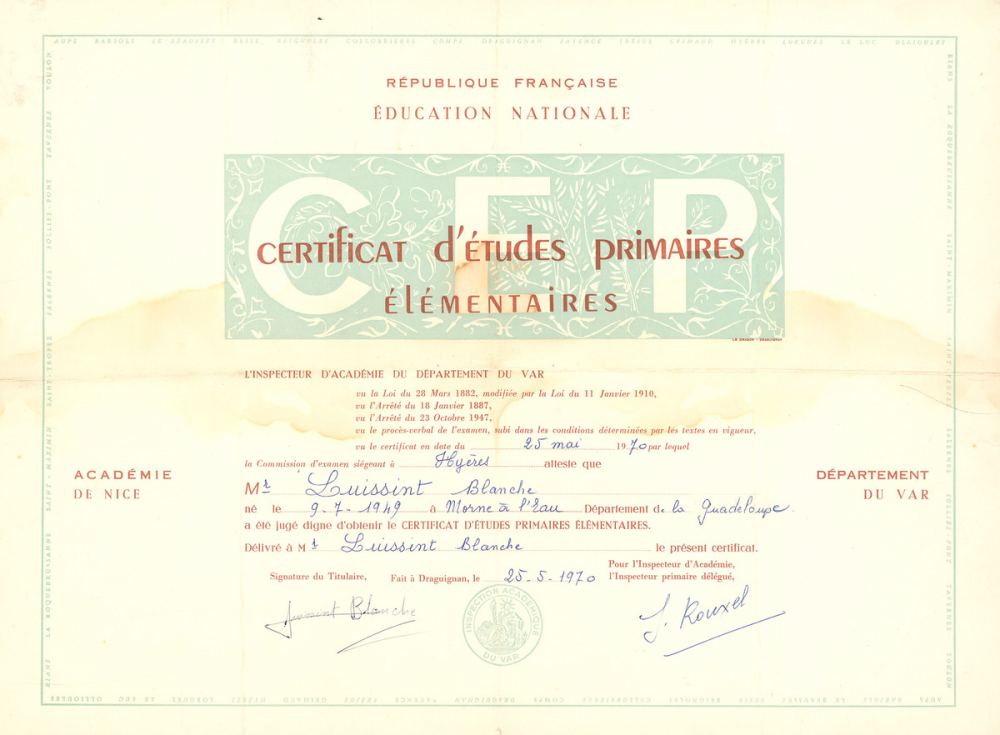 RÉPUBLIQUE FRANÇAISE
ÉDUCATION NATIONALE
CEP
CERTIFICAT d'ÉTUDES PRIMAIRES
ÉLÉMENTAIRES
L'INSPECTEUR D'ACADÉMIE DU DÉPARTEMENT DU VAR
vu la Loi du 28 Mars 1882, modifiée par la Loi du 11 Janvier 1910,
vu l'Arrêté du 18 Janvier 1887,
vu l'Arrêté du 23 Octobre 1947,
vu le procès-verbal de l'examen, subi dans les conditions déterminées par les textes en vigueur,
vu le certificat en date du 25 mai 1970 par lequel
la Commission d'examen siégeant à Hyères atteste que
ACADÉMIE
DE NICE
DÉPARTEMENT
DU VAR
Mr Luissint Blanche
né le 9-7-1949 à Morne à l'Eau Département de la Guadeloupe.
a été jugé digne d'obtenir le CERTIFICAT D'ÉTUDES PRIMAIRES ÉLÉMENTAIRES.
Délivré à Mr Luissint Blanche le présent certificat.
Signature du Titulaire,
Fait à Draguignan, le 25-5-1970
Pour l'Inspecteur d'Académie,
l'Inspecteur primaire délégué,
Blanche
J. Rouxel
INSPECTION ACADÉMIQUE
DU VAR